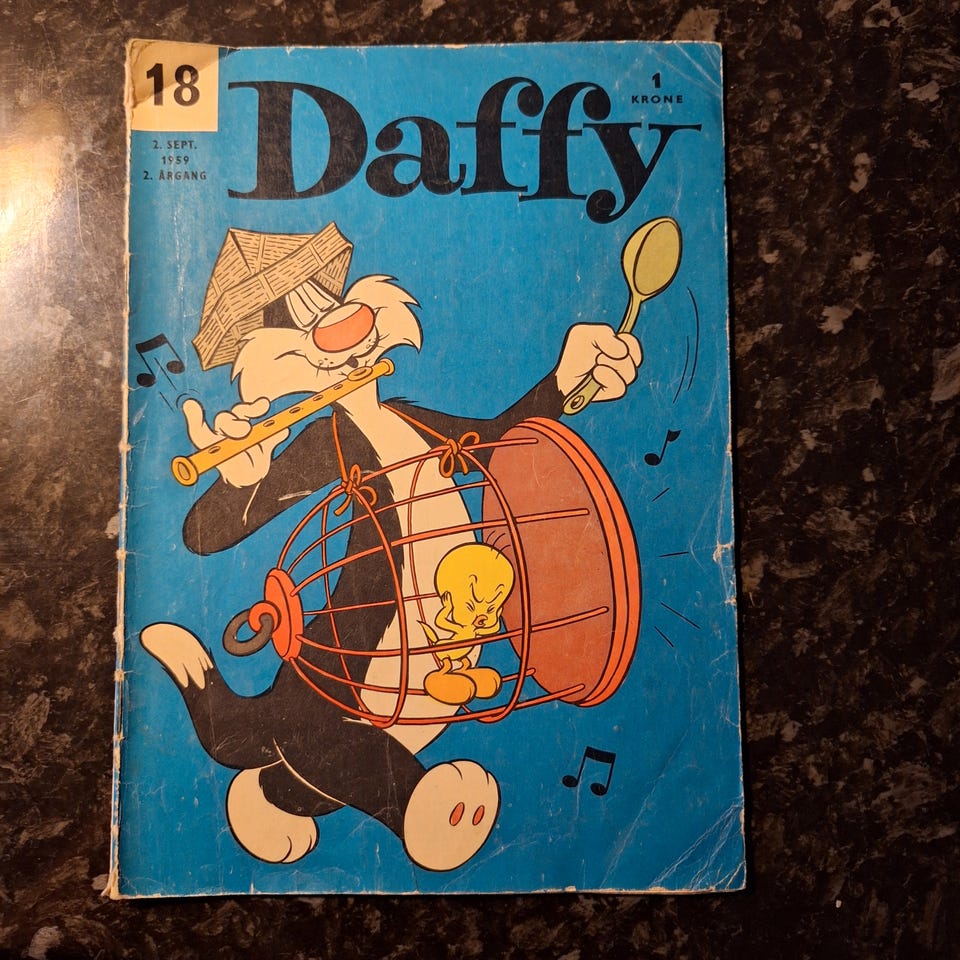 18
Daffy
1
KRONE
2. SEPT.
1959
2. ÅRGANG